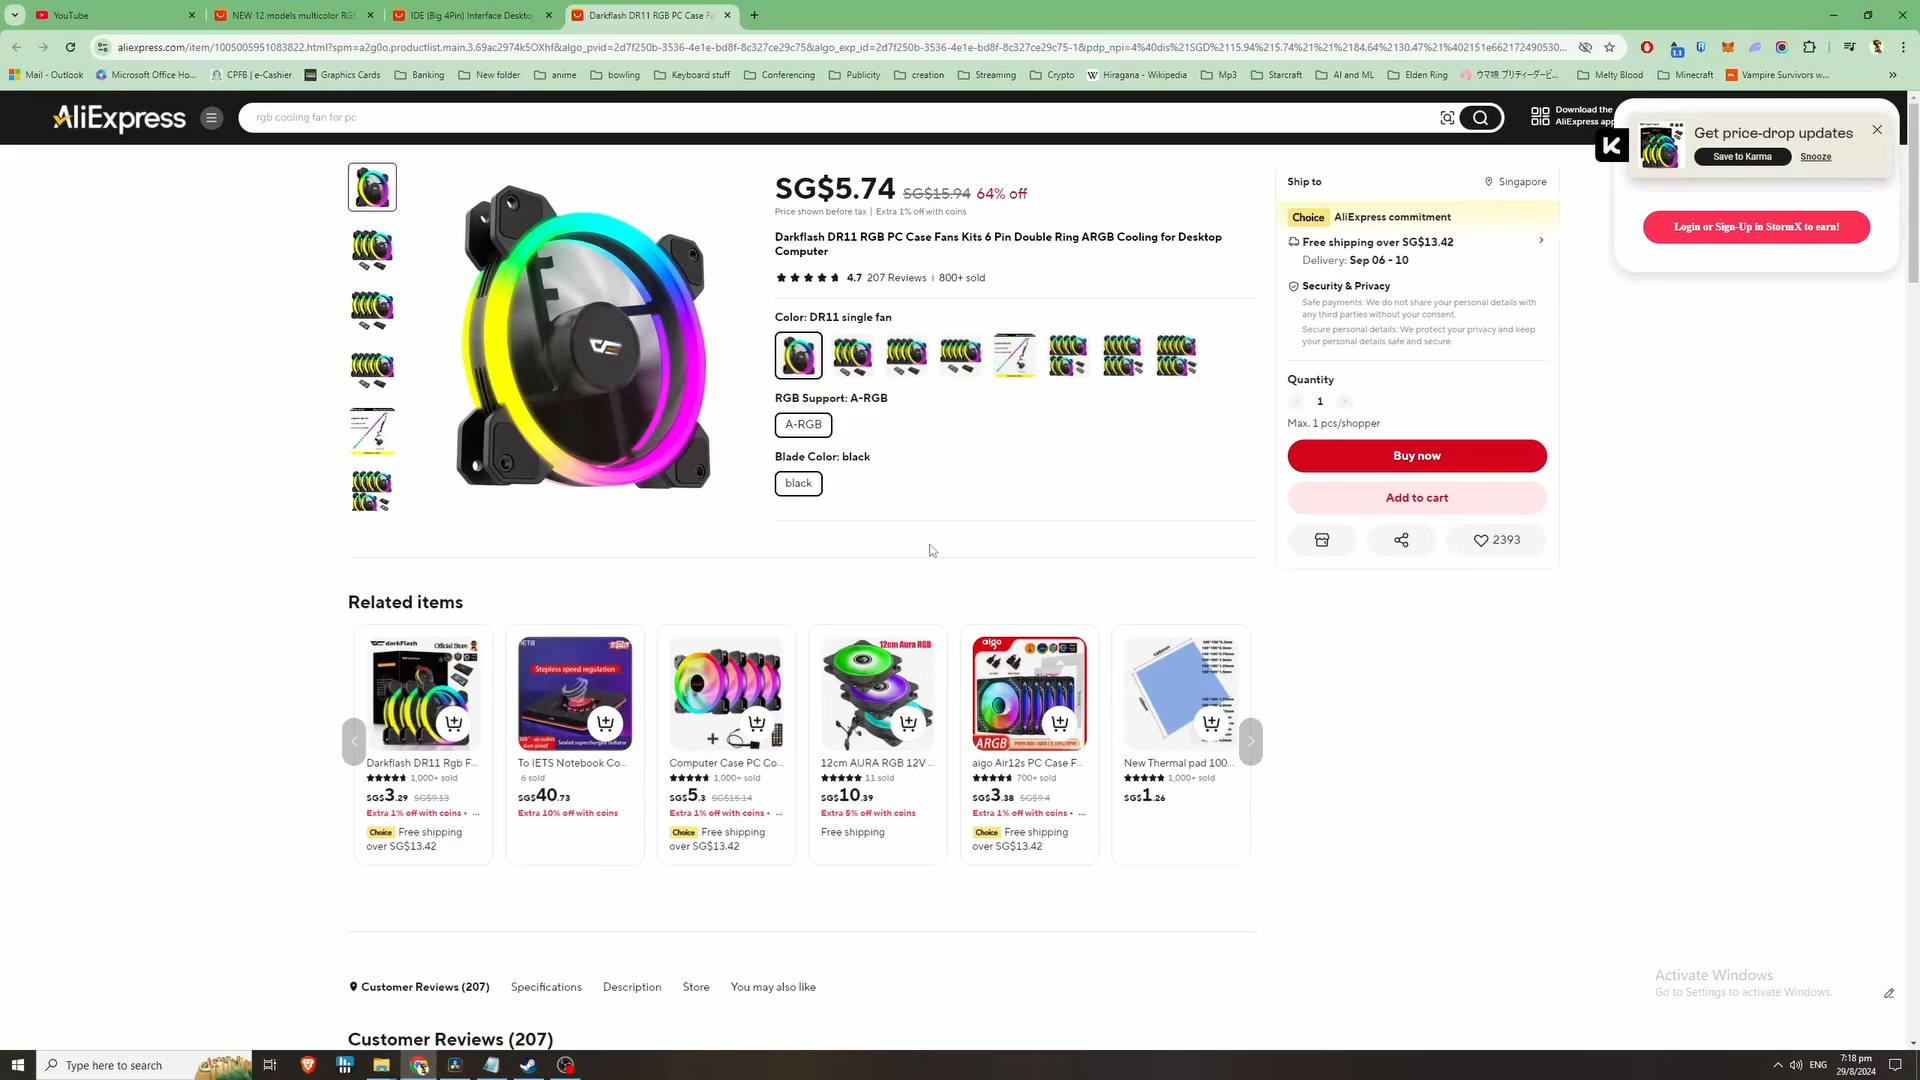 YouTube
NEW 12 models multicolor RGB
IDE (Big 4Pin) Interface Desktop
Darkflash DR11 RGB PC Case Fa
aliexpress.com/item/1005005951083822.html?spm=a2g0o.productlist.main.3.69ac2974k5OXhf&algo_pvid=2d7f250b-3536-4e1e-bd8f-8c327ce29c75&algo_exp_id=2d7f250b-3536-4e1e-bd8f-8c327ce29c75-1&pdp_npi=4%40dis%21SGD%2115.94%215.74%21%21%2184.64%2130.47%21%402151e662172490530...
Mail - Outlook
Microsoft Office Ho...
CPFB | e-Cashier
Graphics Cards
Banking
New folder
anime
bowling
Keyboard stuff
Conferencing
Publicity
creation
Streaming
Crypto
Hiragana - Wikipedia
Mp3
Starcraft
AI and ML
Elden Ring
ウマ娘 プリティーダービ...
Melty Blood
Minecraft
Vampire Survivors w...
AliExpress
rgb cooling fan for pc
Download the
AliExpress app
Get price-drop updates
Save to Karma
Snooze
Login or Sign-Up in StormX to earn!
SG$5.74 SG$15.94 64% off
Price shown before tax | Extra 1% off with coins
Darkflash DR11 RGB PC Case Fans Kits 6 Pin Double Ring ARGB Cooling for Desktop
Computer
4.7 207 Reviews | 800+ sold
Color: DR11 single fan
RGB Support: A-RGB
A-RGB
Blade Color: black
black
Ship to
Singapore
Choice AliExpress commitment
Free shipping over SG$13.42
Delivery: Sep 06 - 10
Security & Privacy
Safe payments: We do not share your personal details with
any third parties without your consent.
Secure personal details: We protect your privacy and keep
your personal details safe and secure.
Quantity
1
Max. 1 pcs/shopper
Buy now
Add to cart
2393
Related items
darkFlash
Official Store
Darkflash DR11 Rgb F...
1,000+ sold
SG$3.29 SG$9.13
Extra 1% off with coins • ...
Choice Free shipping
over SG$13.42
IETS
Stepless speed regulation
To IETS Notebook Co...
6 sold
SG$40.73
Extra 10% off with coins
Computer Case PC Co...
1,000+ sold
SG$5.3 SG$15.14
Extra 1% off with coins • ...
Choice Free shipping
over SG$13.42
12cm Aura RGB
12cm AURA RGB 12V ...
11 sold
SG$10.39
Extra 5% off with coins
Free shipping
aigo
ARGB
aigo Air12s PC Case F...
700+ sold
SG$3.38 SG$9.4
Extra 1% off with coins • ...
Choice Free shipping
over SG$13.42
New Thermal pad 100...
1,000+ sold
SG$1.26
Customer Reviews (207)
Specifications
Description
Store
You may also like
Customer Reviews (207)
Activate Windows
Go to Settings to activate Windows.
Type here to search
ENG
7:18 pm
29/8/2024